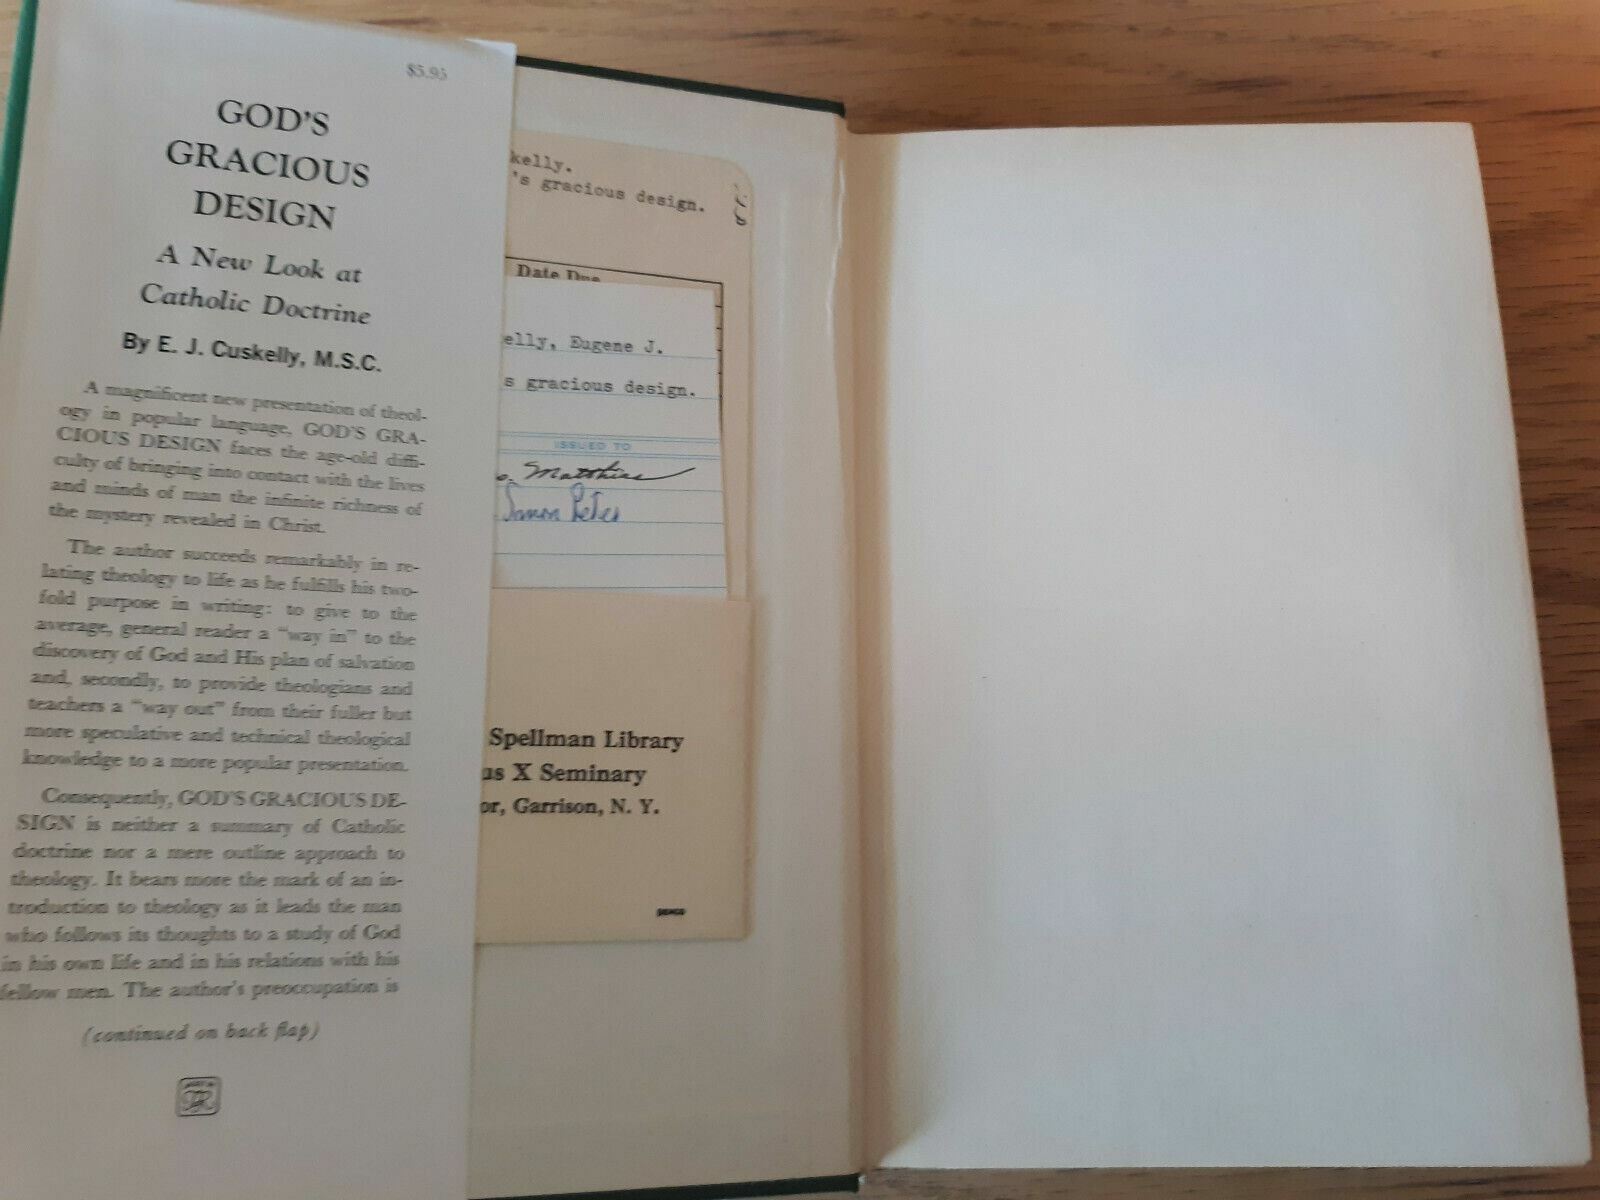 $5.95
GOD'S
GRACIOUS
DESIGN
A New Look at
Catholic Doctrine
By E. J. Cuskelly, M.S.C.
A magnificent new presentation of theol-
ogy in popular language, GOD'S GRA-
CIOUS DESIGN faces the age-old diffi-
culty of bringing into contact with the lives
and minds of man the infinite richness of
the mystery revealed in Christ.
The author succeeds remarkably in re-
lating theology to life as he fulfills his two-
fold purpose in writing: to give to the
average, general reader a "way in" to the
discovery of God and His plan of salvation
and, secondly, to provide theologians and
teachers a "way out" from their fuller but
more speculative and technical theological
knowledge to a more popular presentation.
Consequently, GOD'S GRACIOUS DE-
SIGN is neither a summary of Catholic
doctrine nor a mere outline approach to
theology. It bears more the mark of an in-
troduction to theology as it leads the man
who follows its thoughts to a study of God
in his own life and in his relations with his
fellow men. The author's preoccupation is
(continued on back flap)
kelly.
's gracious design.
Date Due
elly, Eugene J.
s gracious design.
ISSUED TO
o. Matthias
Simon Peter
Spellman Library
us X Seminary
or, Garrison, N. Y.